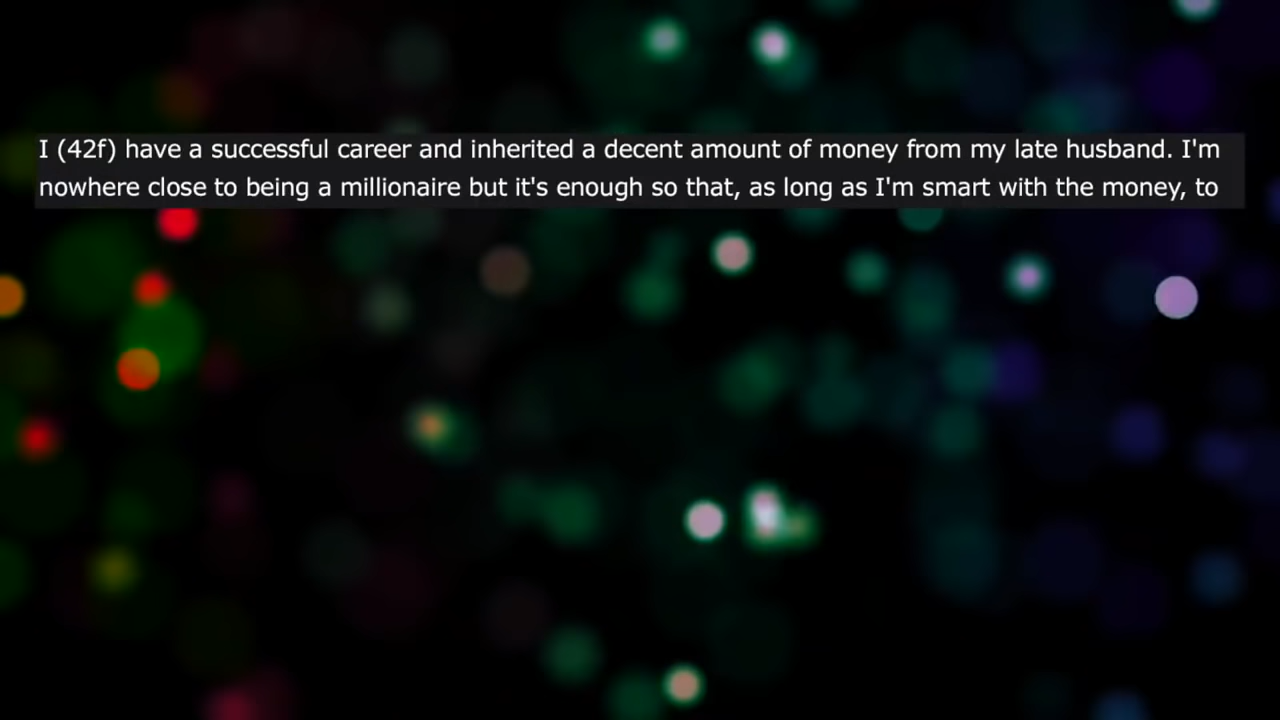 I (42f) have a successful career and inherited a decent amount of money from my late husband. I'm
nowhere close to being a millionaire but it's enough so that, as long as I'm smart with the money, to